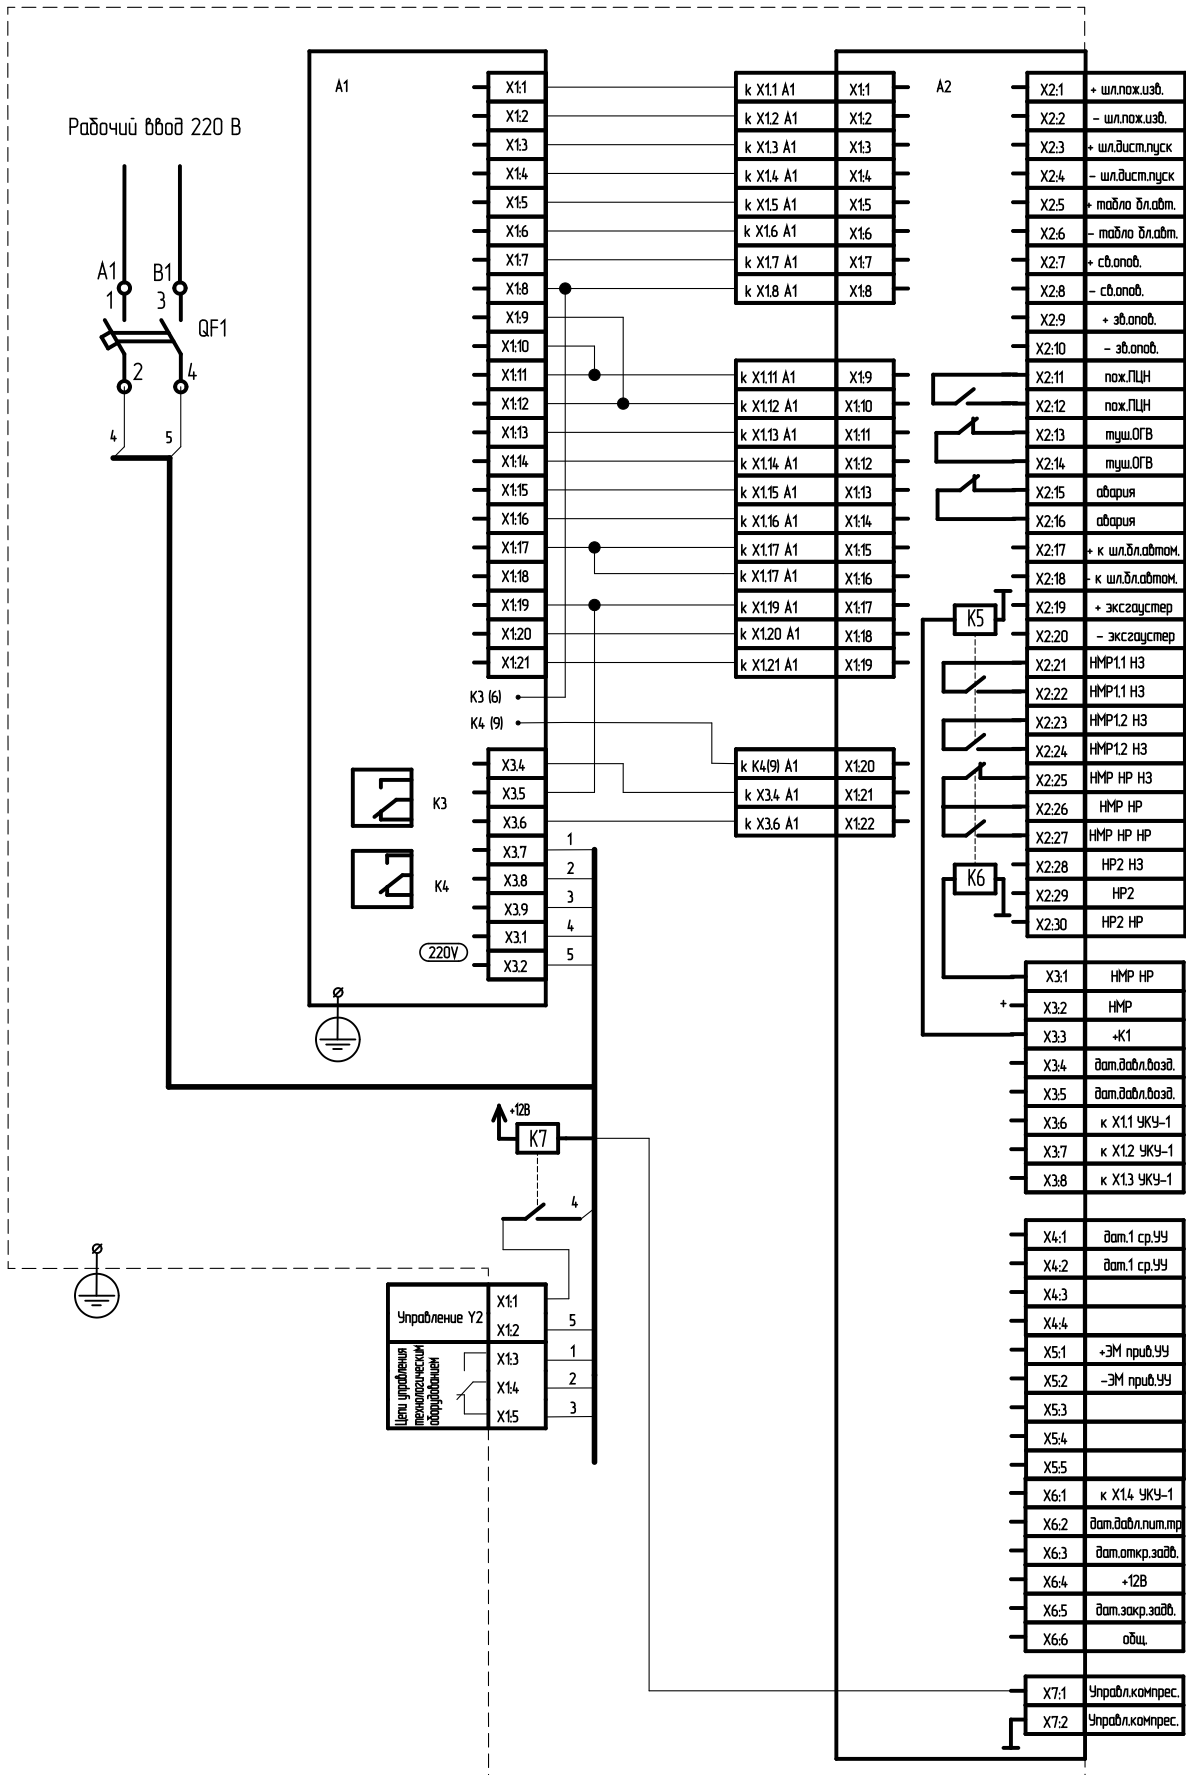 Рабочий ввод 220 В
A1
B1
1
3
QF1
2
4
4
5
A1
X1:1
X1:2
X1:3
X1:4
X1:5
X1:6
X1:7
X1:8
X1:9
X1:10
X1:11
X1:12
X1:13
X1:14
X1:15
X1:16
X1:17
X1:18
X1:19
X1:20
X1:21
K3 (6)
K4 (9)
X3.4
X3.5
X3.6
X3.7
X3.8
X3.9
X3.1
X3.2
K3
K4
220V
1
2
3
4
5
k X1.1 A1 X1:1
k X1.2 A1 X1:2
k X1.3 A1 X1:3
k X1.4 A1 X1:4
k X1.5 A1 X1:5
k X1.6 A1 X1:6
k X1.7 A1 X1:7
k X1.8 A1 X1:8
k X1.11 A1 X1:9
k X1.12 A1 X1:10
k X1.13 A1 X1:11
k X1.14 A1 X1:12
k X1.15 A1 X1:13
k X1.16 A1 X1:14
k X1.17 A1 X1:15
k X1.17 A1 X1:16
k X1.19 A1 X1:17
k X1.20 A1 X1:18
k X1.21 A1 X1:19
k K4(9) A1 X1:20
k X3.4 A1 X1:21
k X3.6 A1 X1:22
A2
X2:1 + шл.пож.изв.
X2:2 – шл.пож.изв.
X2:3 + шл.дист.пуск
X2:4 – шл.дист.пуск
X2:5 + табло бл.авт.
X2:6 – табло бл.авт.
X2:7 + св.опов.
X2:8 – св.опов.
X2:9 + зв.опов.
X2:10 – зв.опов.
X2:11 пож.ПЦН
X2:12 пож.ПЦН
X2:13 туш.ОГВ
X2:14 туш.ОГВ
X2:15 авария
X2:16 авария
X2:17 + к шл.бл.автом.
X2:18 - к шл.бл.автом.
X2:19 + эксгаустер
X2:20 – эксгаустер
X2:21 НМР1.1 НЗ
X2:22 НМР1.1 НЗ
X2:23 НМР1.2 НЗ
X2:24 НМР1.2 НЗ
X2:25 НМР НР НЗ
X2:26 НМР НР
X2:27 НМР НР НР
X2:28 НР2 НЗ
X2:29 НР2
X2:30 НР2 НР
K5
K6
X3:1 НМР НР
+
X3:2 НМР
X3:3 +К1
X3:4 дат.давл.возд.
X3:5 дат.давл.возд.
X3:6 к Х1.1 УКУ–1
X3:7 к Х1.2 УКУ–1
X3:8 к Х1.3 УКУ–1
X4:1 дат.1 ср.УУ
X4:2 дат.1 ср.УУ
X4:3
X4:4
X5:1 +ЭМ прив.УУ
X5:2 –ЭМ прив.УУ
X5:3
X5:4
X5:5
X6:1 к Х1.4 УКУ–1
X6:2 дат.давл.пит.тр
X6:3 дат.откр.задв.
X6:4 +12В
X6:5 дат.закр.задв.
X6:6 общ.
X7:1 Управл.компрес.
X7:2 Управл.компрес.
+12В
K7
4
Управление Y2
X1:1
X1:2
5
Цепи управления
технологическим
оборудованием
X1:3
1
X1:4
2
X1:5
3